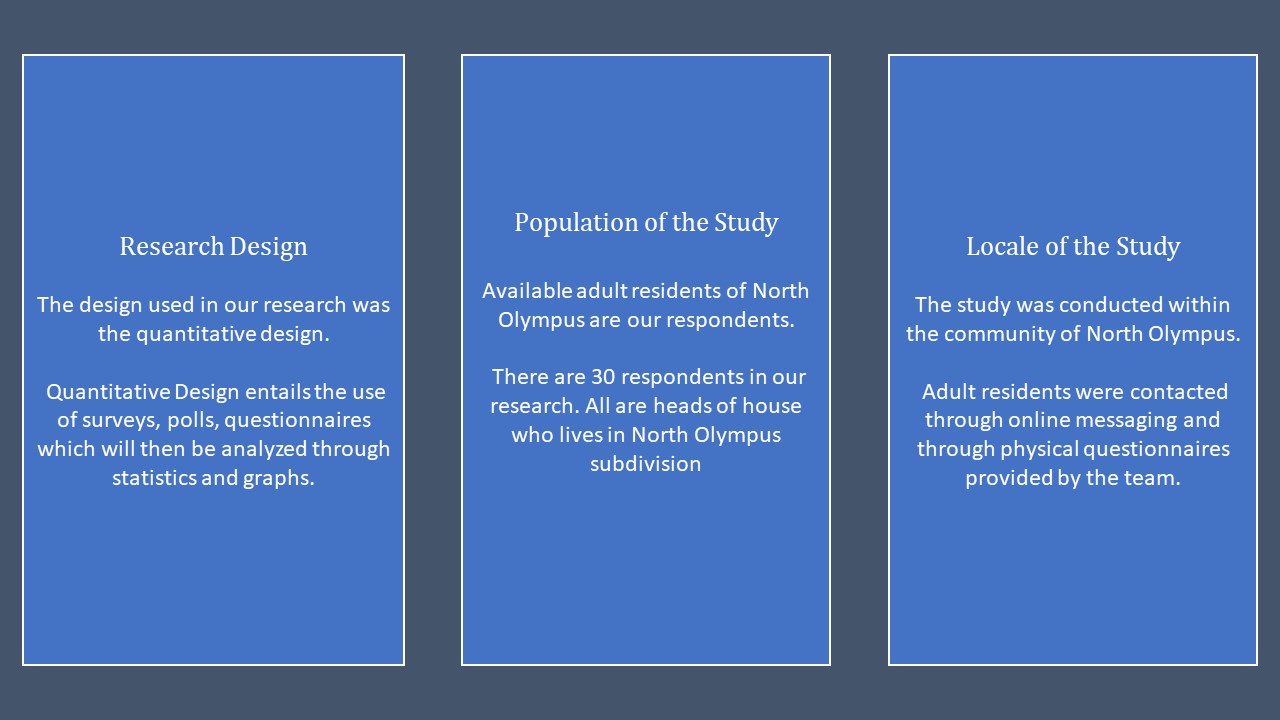 Research Design
The design used in our research was
the quantitative design.
Quantitative Design entails the use
of surveys, polls, questionnaires
which will then be analyzed through
statistics and graphs.
Population of the Study
Available adult residents of North
Olympus are our respondents.
There are 30 respondents in our
research. All are heads of house
who lives in North Olympus
subdivision
Locale of the Study
The study was conducted within
the community of North Olympus.
Adult residents were contacted
through online messaging and
through physical questionnaires
provided by the team.